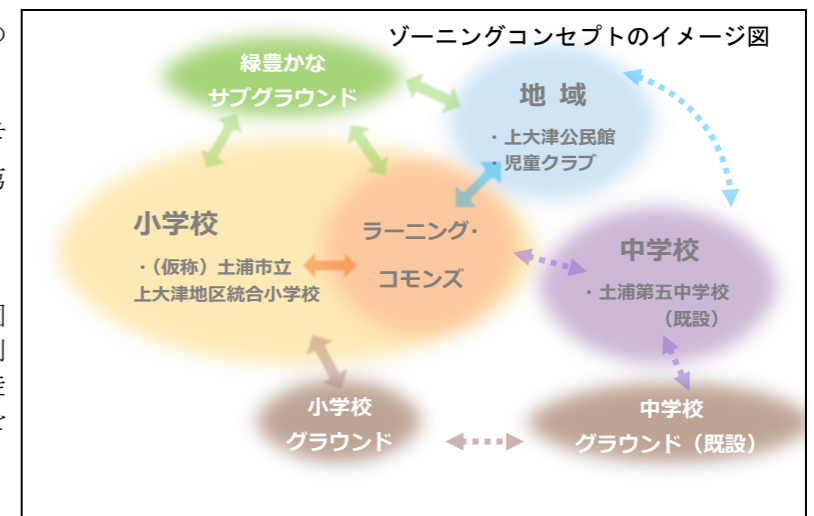 ゾーニングコンセプトのイメージ図
緑豊かな
サブグラウンド
地 域
・上大津公民館
・児童クラブ
小学校
・（仮称）土浦市立
上大津地区統合小学校
ラーニング・
コモンズ
中学校
・土浦第五中学校
（既設）
小学校
グラウンド
中学校
グラウンド（既設）